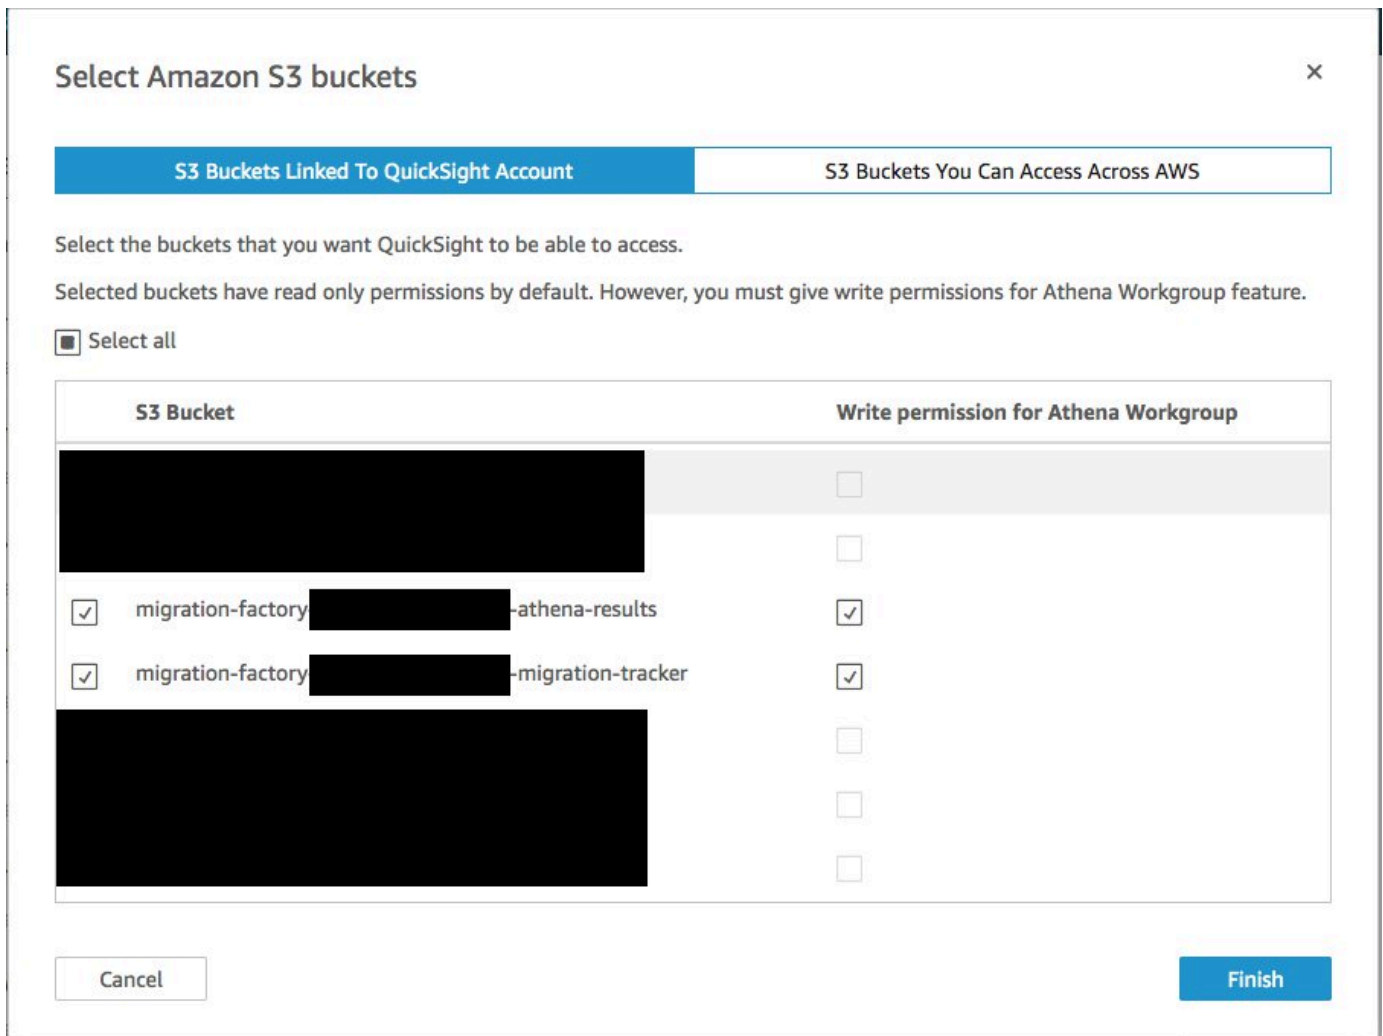 Select Amazon S3 buckets
S3 Buckets Linked To QuickSight Account
S3 Buckets You Can Access Across AWS
Select the buckets that you want QuickSight to be able to access.
Selected buckets have read only permissions by default. However, you must give write permissions for Athena Workgroup feature.
Select all
S3 Bucket Write permission for Athena Workgroup
migration-factory- -athena-results
migration-factory- -migration-tracker
Cancel Finish